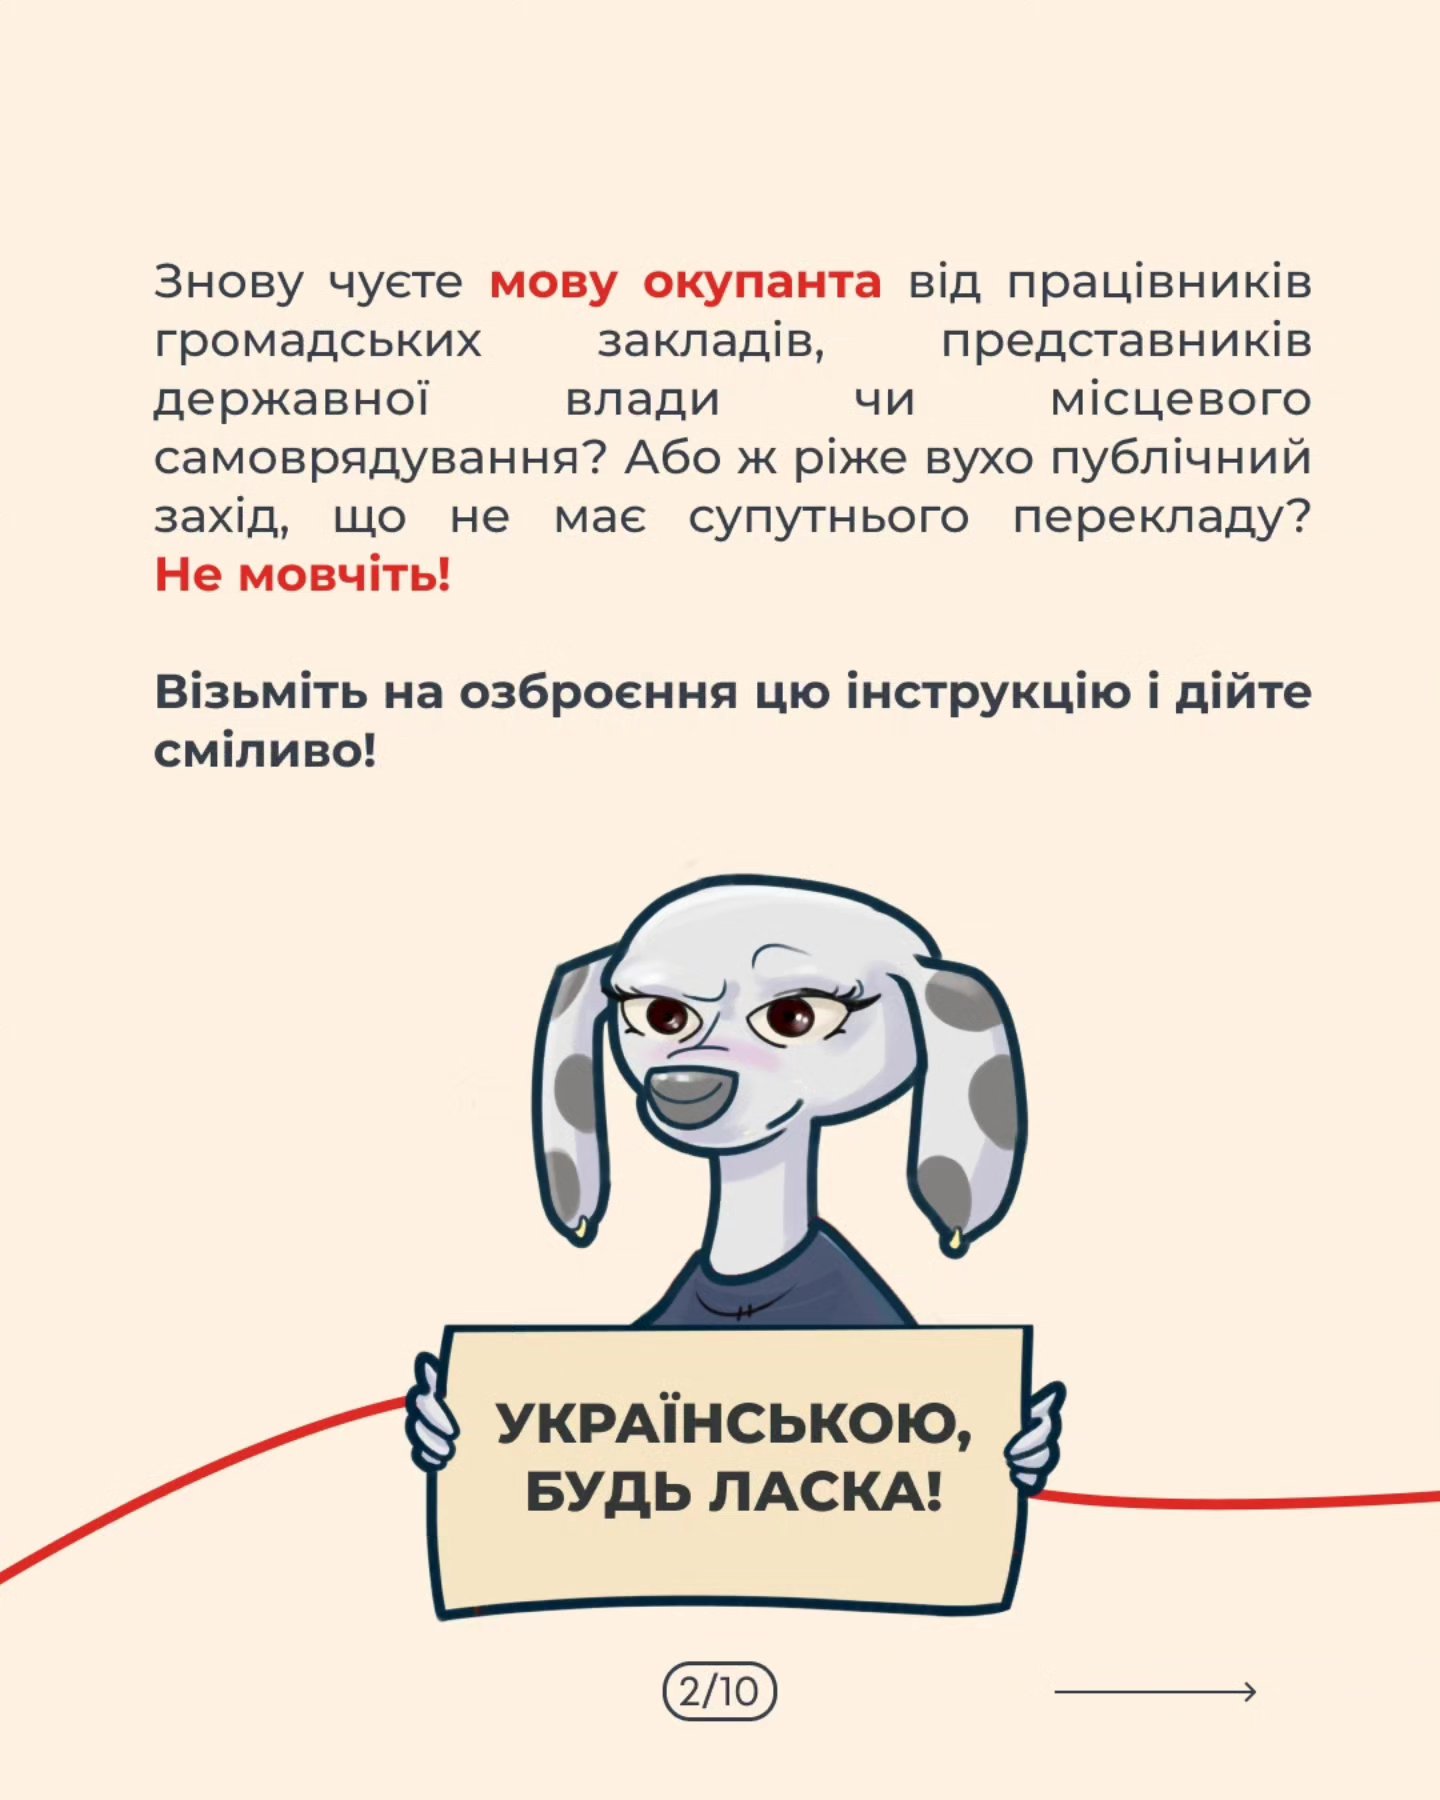 Знову чуєте мову окупанта від працівників
громадських закладів, представників
державної влади чи місцевого
самоврядування? Або ж ріже вухо публічний
захід, що не має супутнього перекладу?
Не мовчіть!
Візьміть на озброєння цю інструкцію і дійте
сміливо!
УКРАЇНСЬКОЮ,
БУДЬ ЛАСКА!
2/10